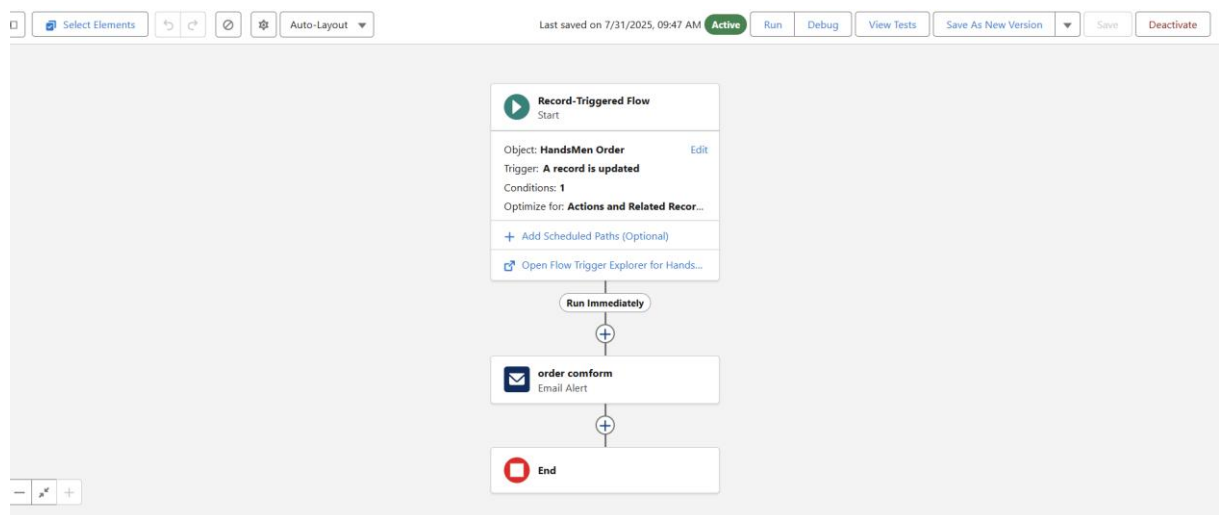 Select Elements
Auto-Layout
Last saved on 7/31/2025, 09:47 AM
Active
Run
Debug
View Tests
Save As New Version
Save
Deactivate
Record-Triggered Flow
Start
Object: HandsMen Order
Edit
Trigger: A record is updated
Conditions: 1
Optimize for: Actions and Related Recor...
+ Add Scheduled Paths (Optional)
Open Flow Trigger Explorer for Hands...
Run Immediately
order comform
Email Alert
End